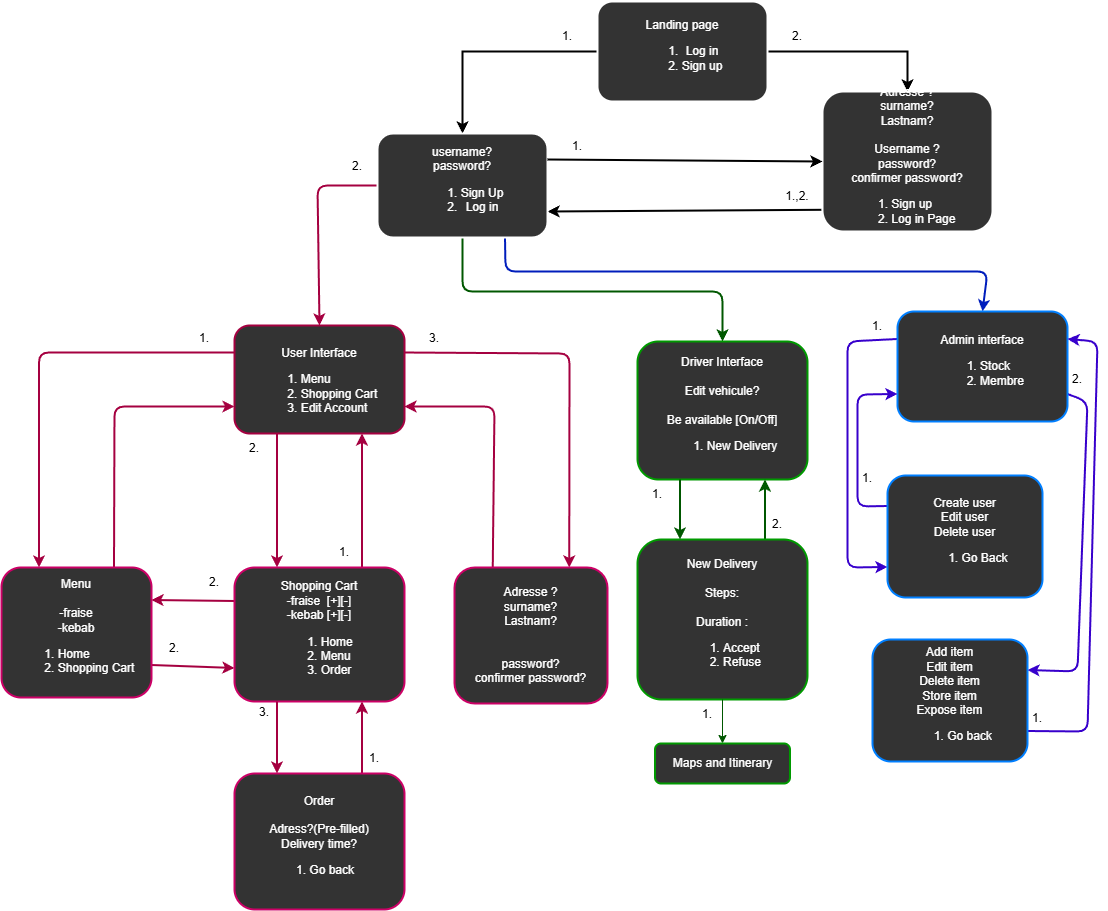 Landing page
1. Log in
2. Sign up
1.
2.
Adresse ?
surname?
Lastnam?
Username ?
password?
confirmer password?
1. Sign up
2. Log in Page
username?
password?
1. Sign Up
2. Log in
1.
1.,2.
2.
User Interface
1. Menu
2. Shopping Cart
3. Edit Account
1.
3.
2.
1.
Driver Interface
Edit vehicule?
Be available [On/Off]
1. New Delivery
1.
2.
Admin interface
1. Stock
2. Membre
1.
2.
1.
Create user
Edit user
Delete user
1. Go Back
Menu
-fraise
-kebab
1. Home
2. Shopping Cart
2.
2.
Shopping Cart
-fraise [+][-]
-kebab [+][-]
1. Home
2. Menu
3. Order
Adresse ?
surname?
Lastnam?
password?
confirmer password?
New Delivery
Steps:
Duration :
1. Accept
2. Refuse
1.
Maps and Itinerary
Add item
Edit item
Delete item
Store item
Expose item
1. Go back
1.
3.
1.
Order
Adress?(Pre-filled)
Delivery time?
1. Go back